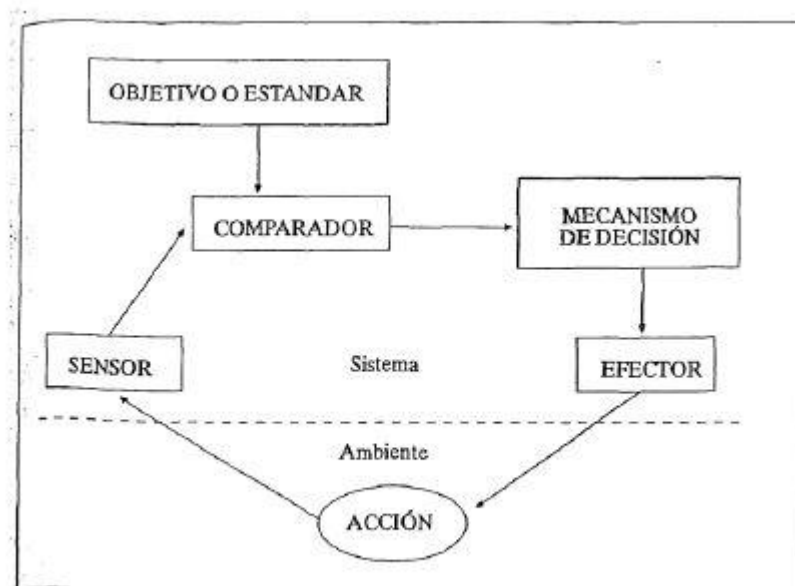 OBJETIVO O ESTANDAR
COMPARADOR
MECANISMO
DE DECISIÓN
SENSOR
Sistema
EFECTOR
Ambiente
ACCIÓN